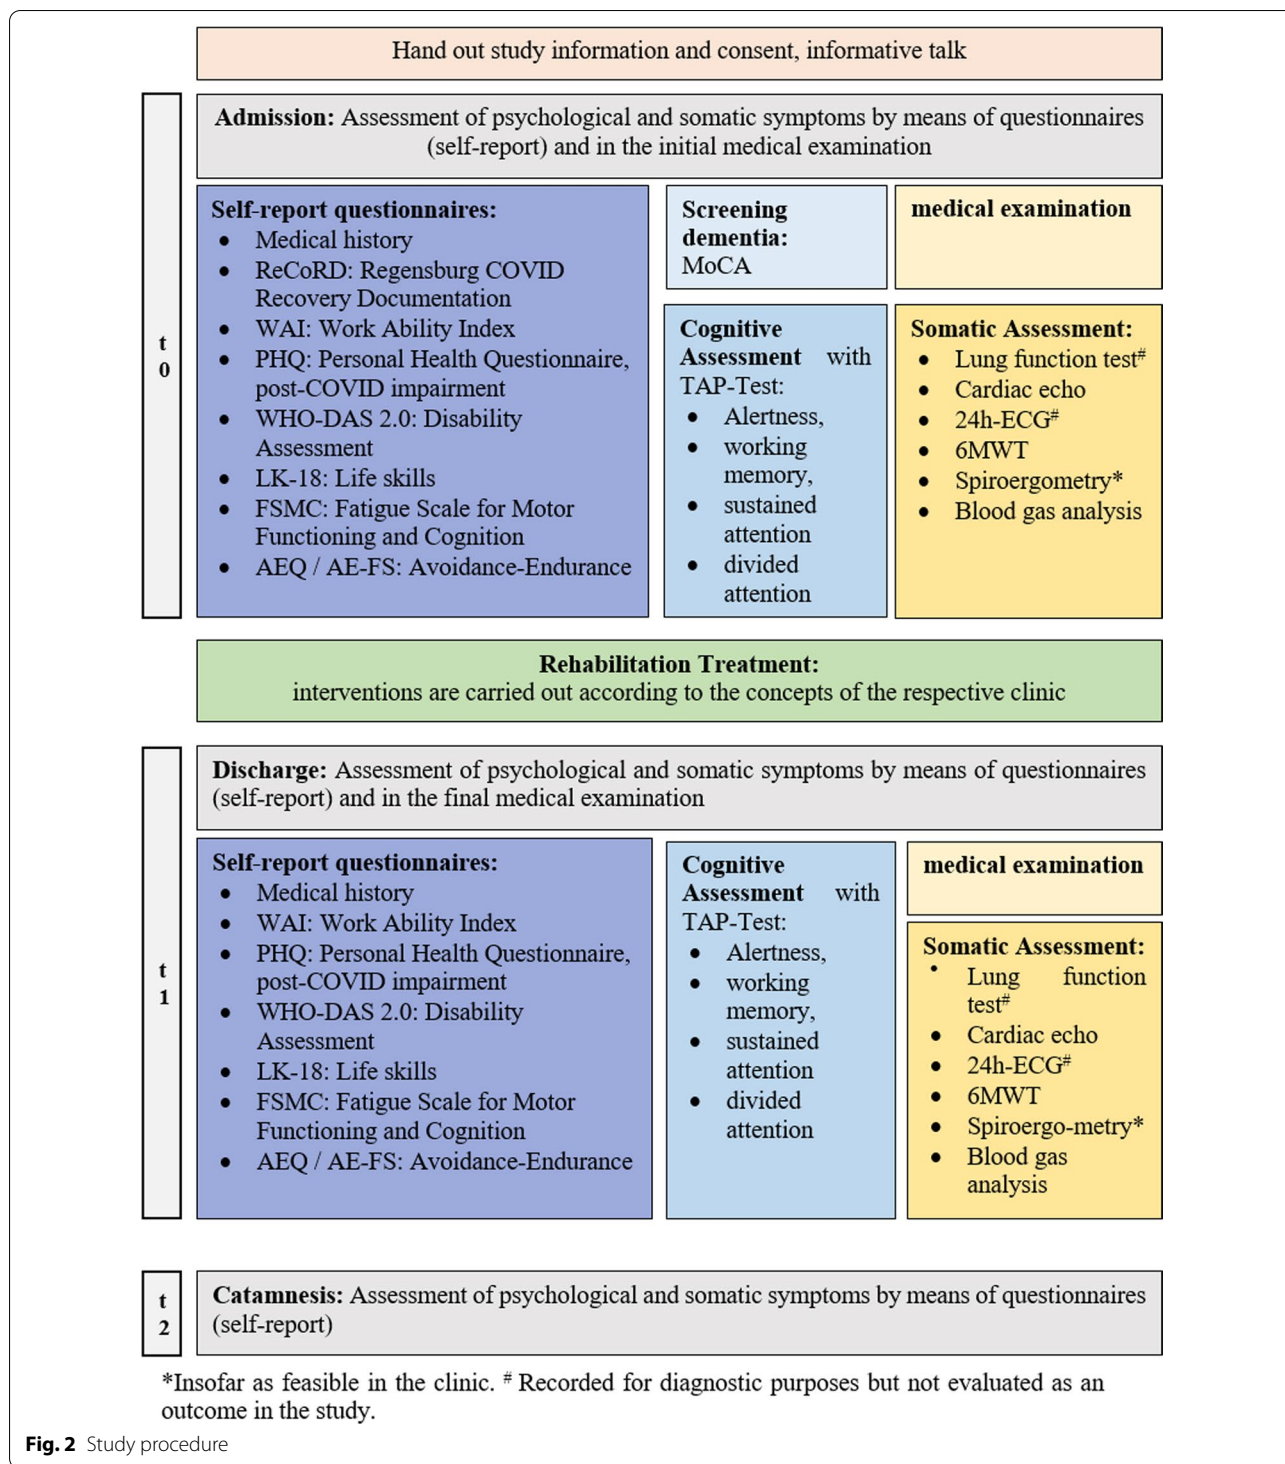 Hand out study information and consent, informative talk
t
0
Admission: Assessment of psychological and somatic symptoms by means of questionnaires
(self-report) and in the initial medical examination
Self-report questionnaires:
• Medical history
• ReCoRD: Regensburg COVID
Recovery Documentation
• WAI: Work Ability Index
• PHQ: Personal Health Questionnaire,
post-COVID impairment
• WHO-DAS 2.0: Disability
Assessment
• LK-18: Life skills
• FSMC: Fatigue Scale for Motor
Functioning and Cognition
• AEQ / AE-FS: Avoidance-Endurance
Screening
dementia:
MoCA
medical examination
Cognitive
Assessment with
TAP-Test:
• Alertness,
• working
memory,
• sustained
attention
• divided
attention
Somatic Assessment:
• Lung function test#
• Cardiac echo
• 24h-ECG#
• 6MWT
• Spiroergometry*
• Blood gas analysis
Rehabilitation Treatment:
interventions are carried out according to the concepts of the respective clinic
t
1
Discharge: Assessment of psychological and somatic symptoms by means of questionnaires
(self-report) and in the final medical examination
Self-report questionnaires:
• Medical history
• WAI: Work Ability Index
• PHQ: Personal Health Questionnaire,
post-COVID impairment
• WHO-DAS 2.0: Disability
Assessment
• LK-18: Life skills
• FSMC: Fatigue Scale for Motor
Functioning and Cognition
• AEQ / AE-FS: Avoidance-Endurance
Cognitive
Assessment with
TAP-Test:
• Alertness,
• working
memory,
• sustained
attention
• divided
attention
medical examination
Somatic Assessment:
• Lung function
test#
• Cardiac echo
• 24h-ECG#
• 6MWT
• Spiroergo-metry*
• Blood gas
analysis
t
2
Catamnesis: Assessment of psychological and somatic symptoms by means of questionnaires
(self-report)
*Insofar as feasible in the clinic. # Recorded for diagnostic purposes but not evaluated as an
outcome in the study.
Fig. 2 Study procedure